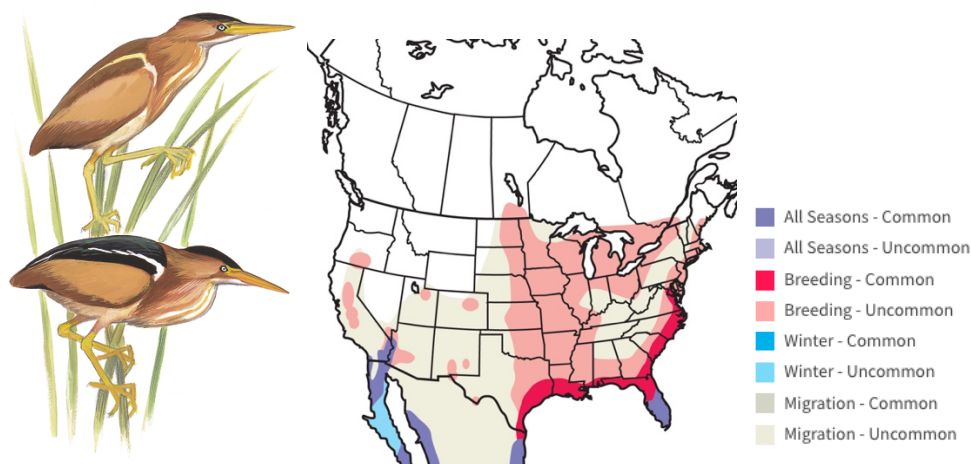 All Seasons - Common
All Seasons - Uncommon
Breeding - Common
Breeding - Uncommon
Winter - Common
Winter - Uncommon
Migration - Common
Migration - Uncommon